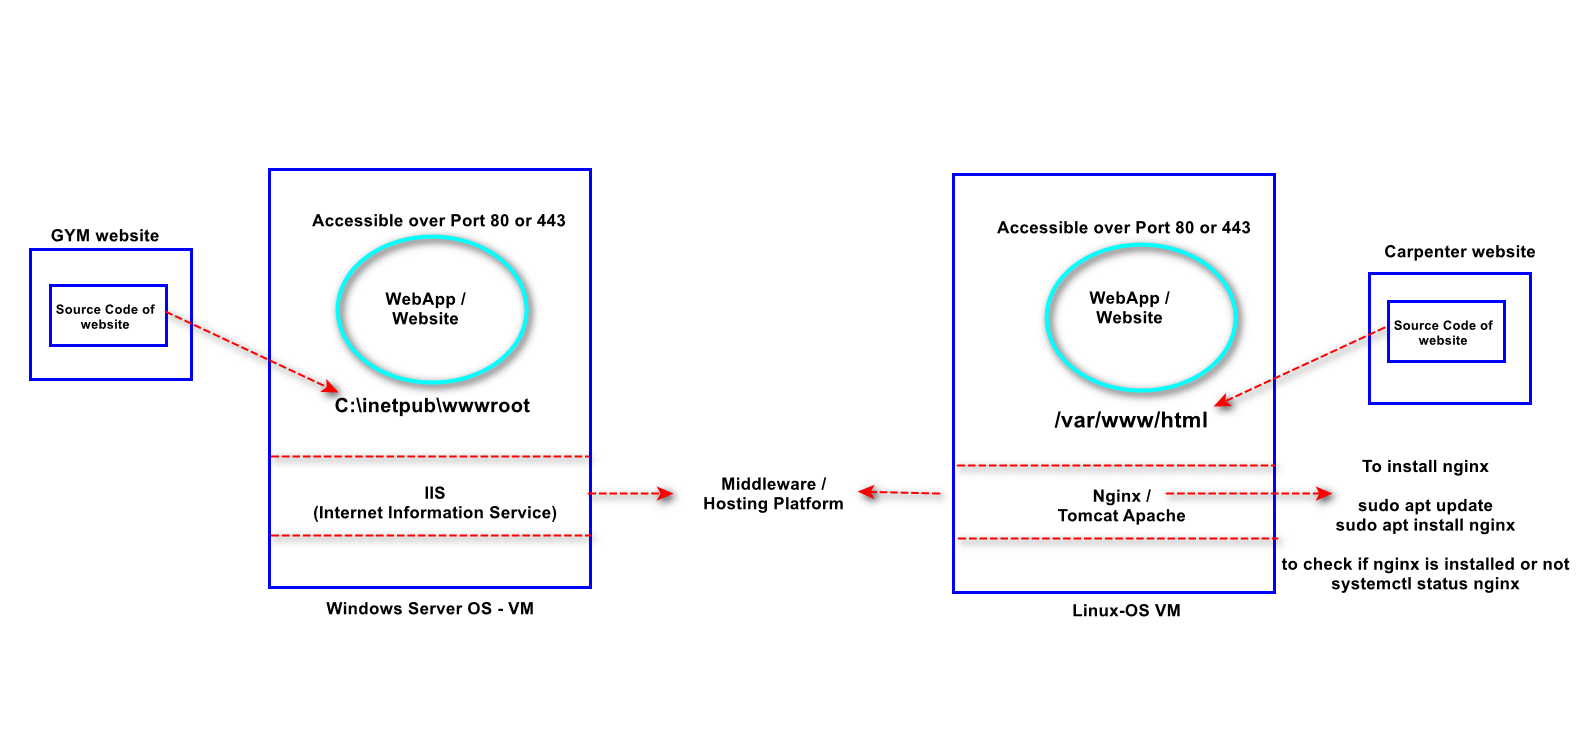 GYM website
Source Code of
website
Accessible over Port 80 or 443
WebApp /
Website
C:\inetpub\wwwroot
IIS
(Internet Information Service)
Windows Server OS - VM
Middleware /
Hosting Platform
Accessible over Port 80 or 443
WebApp /
Website
/var/www/html
Nginx /
Tomcat Apache
Linux-OS VM
Carpenter website
Source Code of
website
To install nginx
sudo apt update
sudo apt install nginx
to check if nginx is installed or not
systemctl status nginx